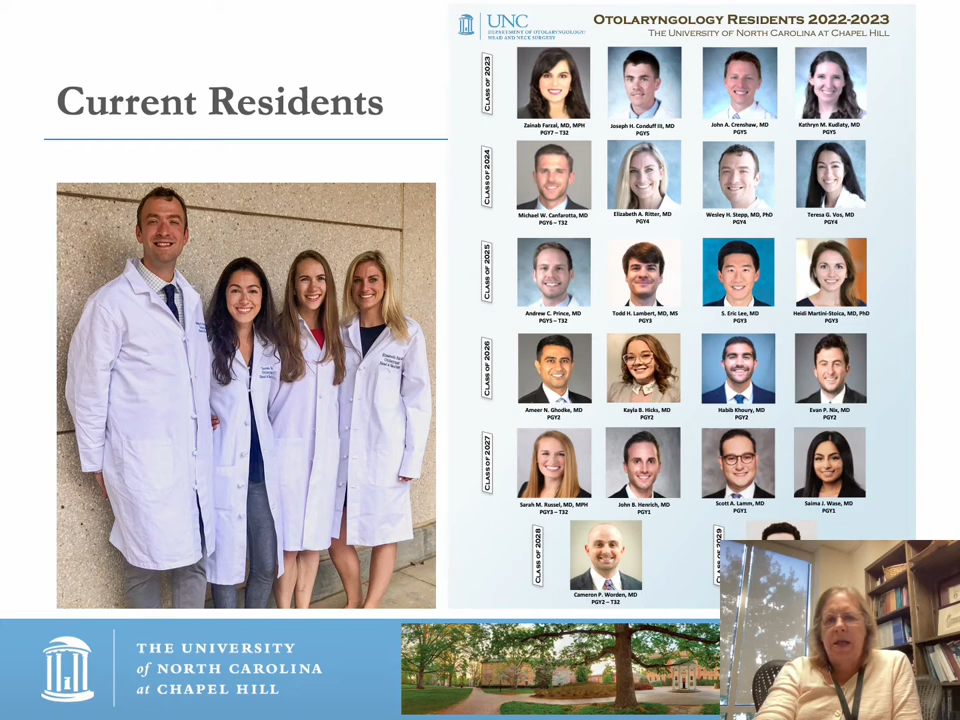 Current Residents
UNC
DEPARTMENT OF OTOLARYNGOLOGY/
HEAD AND NECK SURGERY
OTOLARYNGOLOGY RESIDENTS 2022-2023
THE UNIVERSITY OF NORTH CAROLINA AT CHAPEL HILL
CLASS OF 2023
Zainab Farzal, MD, MPH
PGY7 – T32
Joseph H. Conduff III, MD
PGY5
John A. Crenshaw, MD
PGY5
Kathryn M. Kudlaty, MD
PGY5
CLASS OF 2024
Michael W. Canfarotta, MD
PGY6 – T32
Elizabeth A. Ritter, MD
PGY4
Wesley H. Stepp, MD, PhD
PGY4
Teresa G. Vos, MD
PGY4
CLASS OF 2025
Andrew C. Prince, MD
PGY5 – T32
Todd H. Lambert, MD, MS
PGY3
S. Eric Lee, MD
PGY3
Heidi Martini-Stoica, MD, PhD
PGY3
CLASS OF 2026
Ameer N. Ghodke, MD
PGY2
Kayla B. Hicks, MD
PGY2
Habib Khoury, MD
PGY2
Evan P. Nix, MD
PGY2
CLASS OF 2027
Sarah M. Russel, MD, MPH
PGY3 – T32
John B. Henrich, MD
PGY1
Scott A. Lamm, MD
PGY1
Saima J. Wase, MD
PGY1
CLASS OF 2028
Cameron P. Worden, MD
PGY2 – T32
CLASS OF 2029
THE UNIVERSITY
of NORTH CAROLINA
at CHAPEL HILL